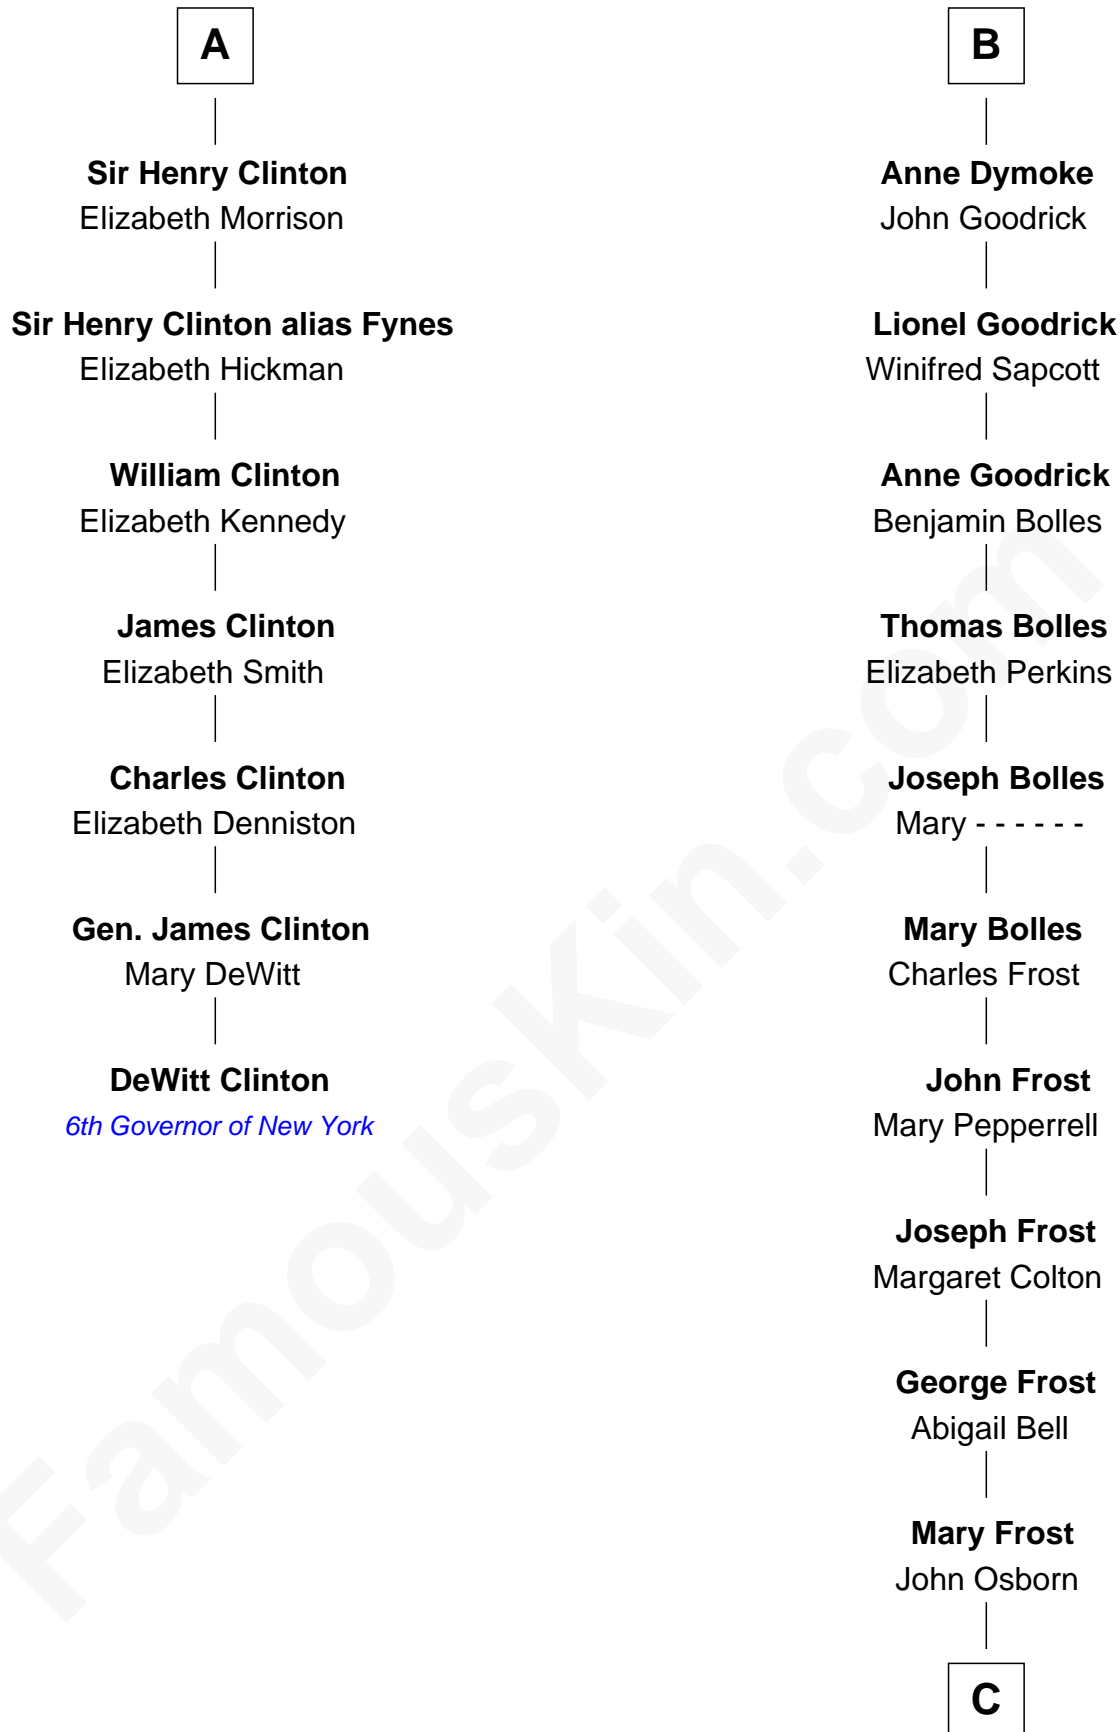 A
Sir Henry Clinton
Elizabeth Morrison
Sir Henry Clinton alias Fynes
Elizabeth Hickman
William Clinton
Elizabeth Kennedy
James Clinton
Elizabeth Smith
Charles Clinton
Elizabeth Denniston
Gen. James Clinton
Mary DeWitt
DeWitt Clinton
6th Governor of New York
B
Anne Dymoke
John Goodrick
Lionel Goodrick
Winifred Sapcott
Anne Goodrick
Benjamin Bolles
Thomas Bolles
Elizabeth Perkins
Joseph Bolles
Mary - - - - - -
Mary Bolles
Charles Frost
John Frost
Mary Pepperrell
Joseph Frost
Margaret Colton
George Frost
Abigail Bell
Mary Frost
John Osborn
C
FamousKin.com